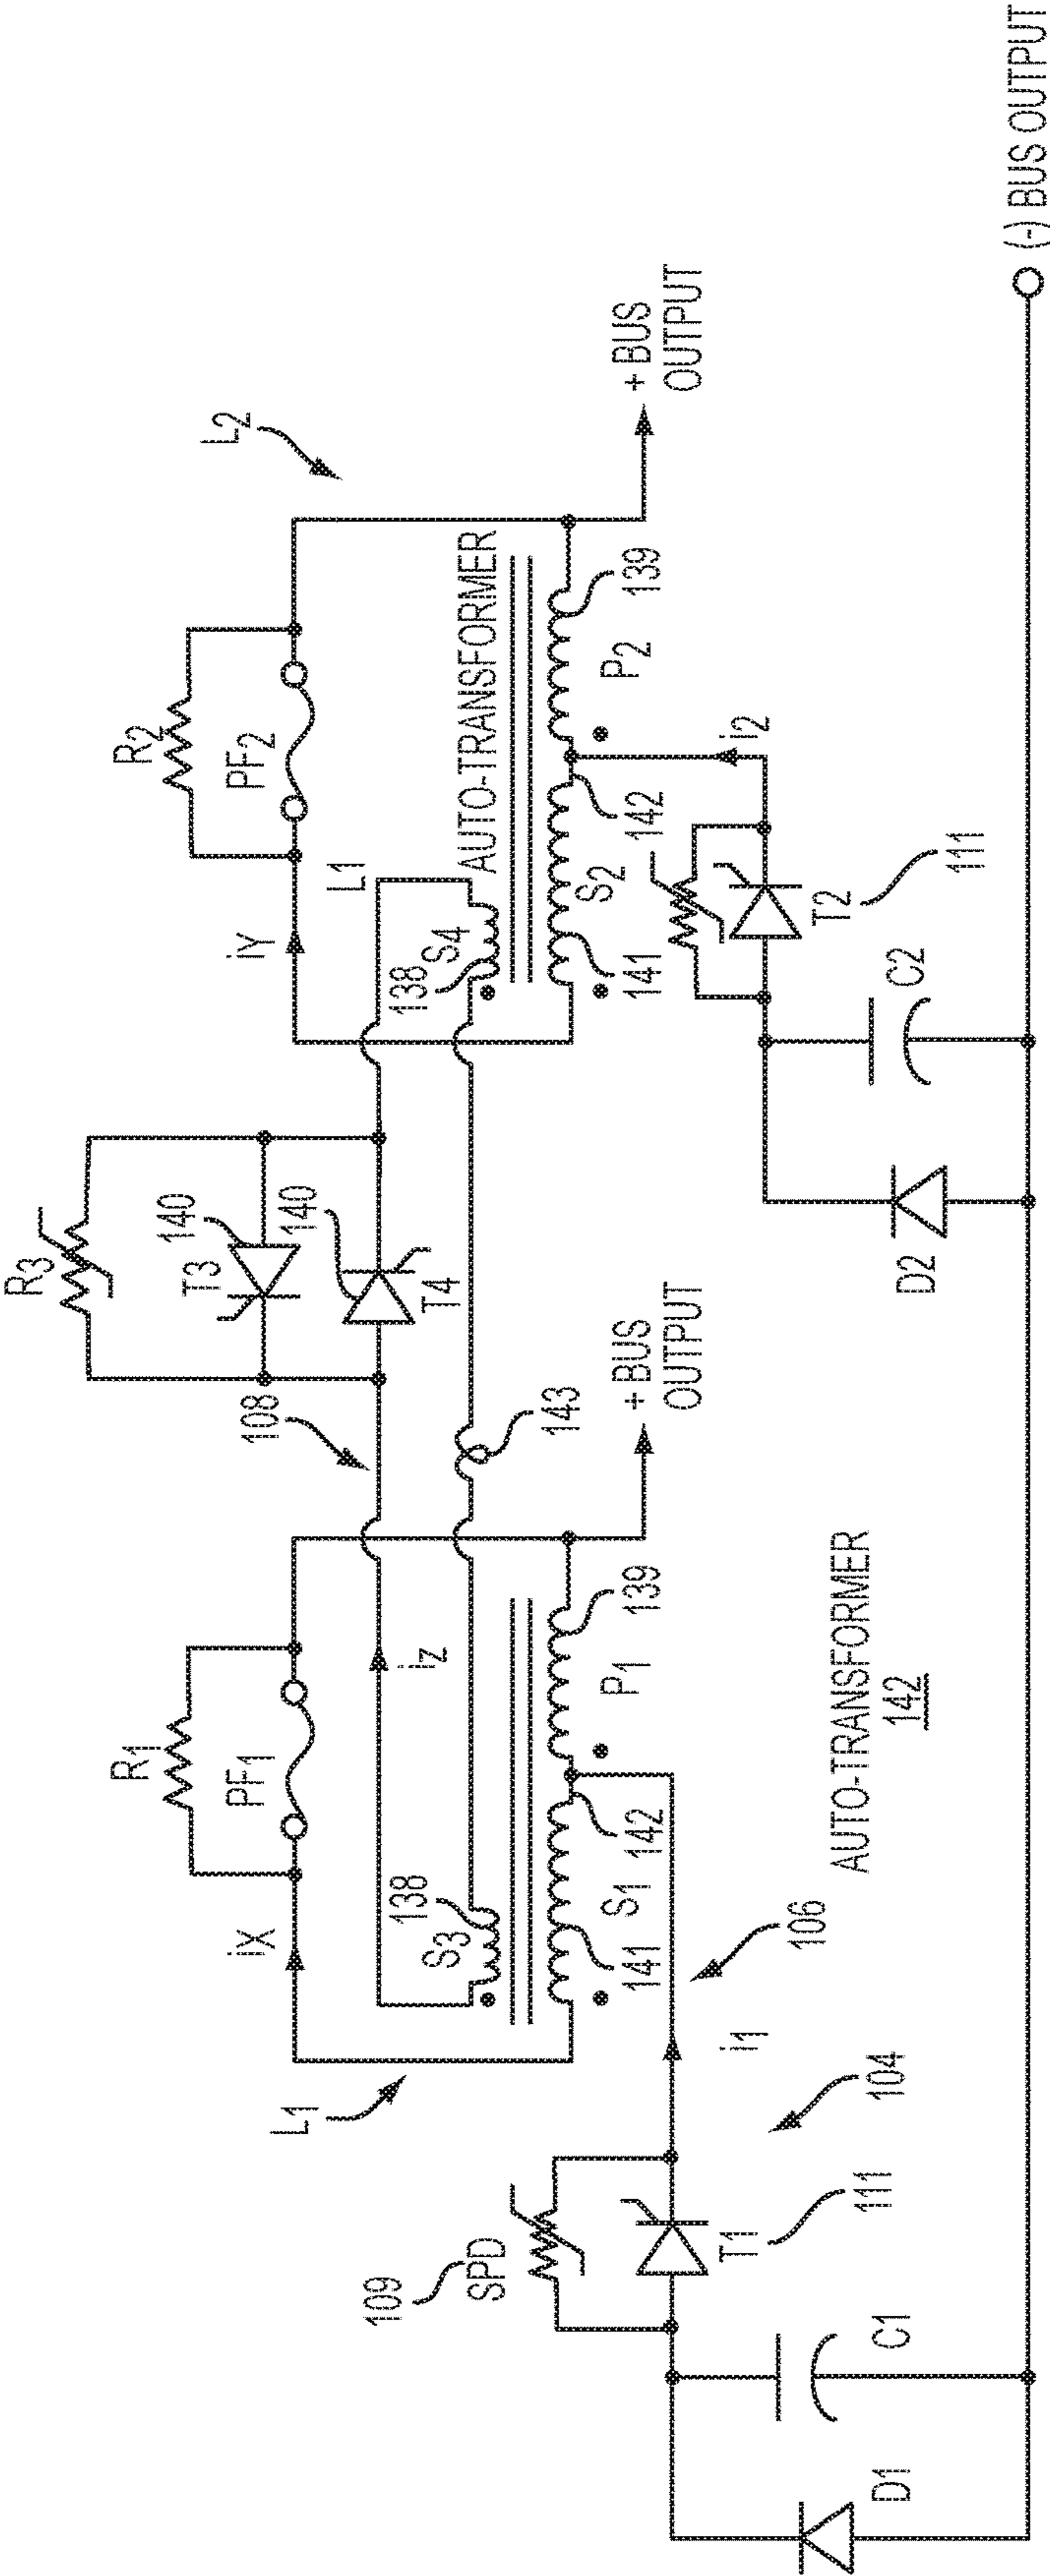 R3
140
T3
140
T4
R1
PF1
R2
PF2
L2
108
iX
iZ
iY
L1
L1
138
S3
138
S4
AUTO-TRANSFORMER
143
141
S1
142
P1
139
+ BUS
OUTPUT
141
S2
142
P2
139
+ BUS
OUTPUT
109
SPD
T1
111
104
i1
106
AUTO-TRANSFORMER
142
T2
111
i2
D1
C1
D2
C2
(-) BUS OUTPUT